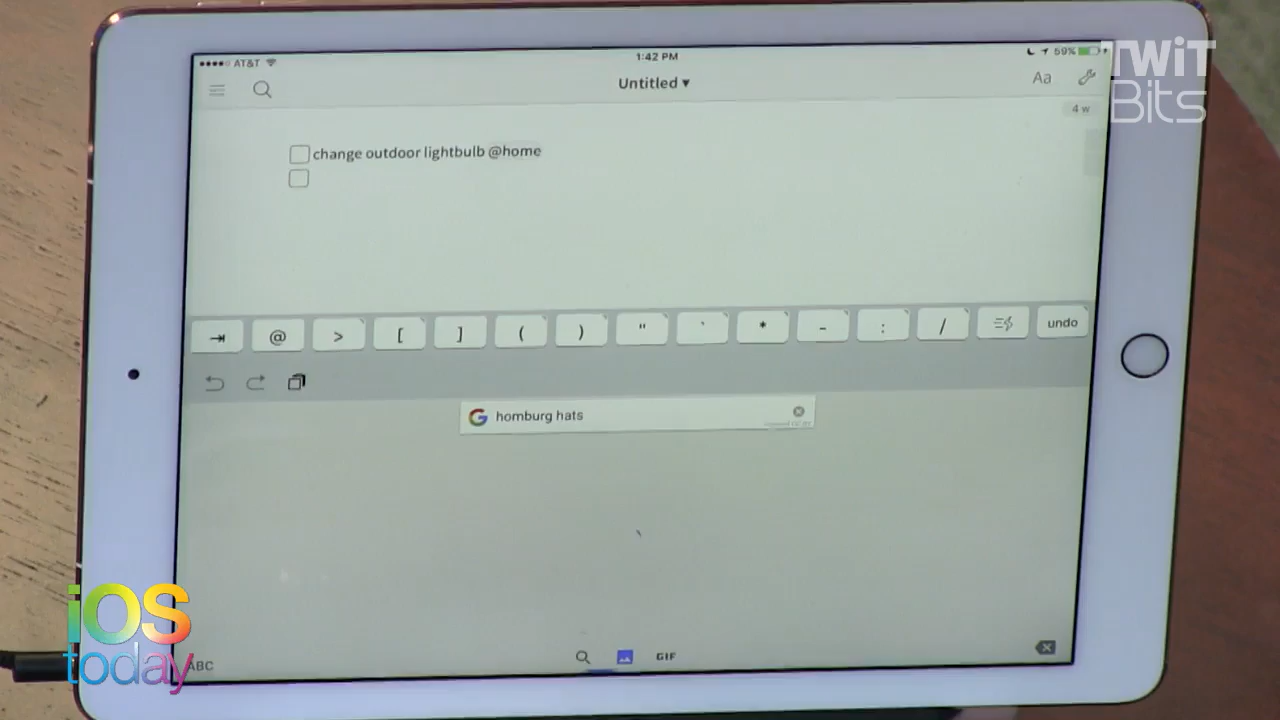 AT&T
1:42 PM
59%
Untitled ▾
Aa
TWiT
Bits
4 w
change outdoor lightbulb @home
@ > [ ] ( ) " ` * - : / undo
G homburg hats
ABC
GIF
iOS
today